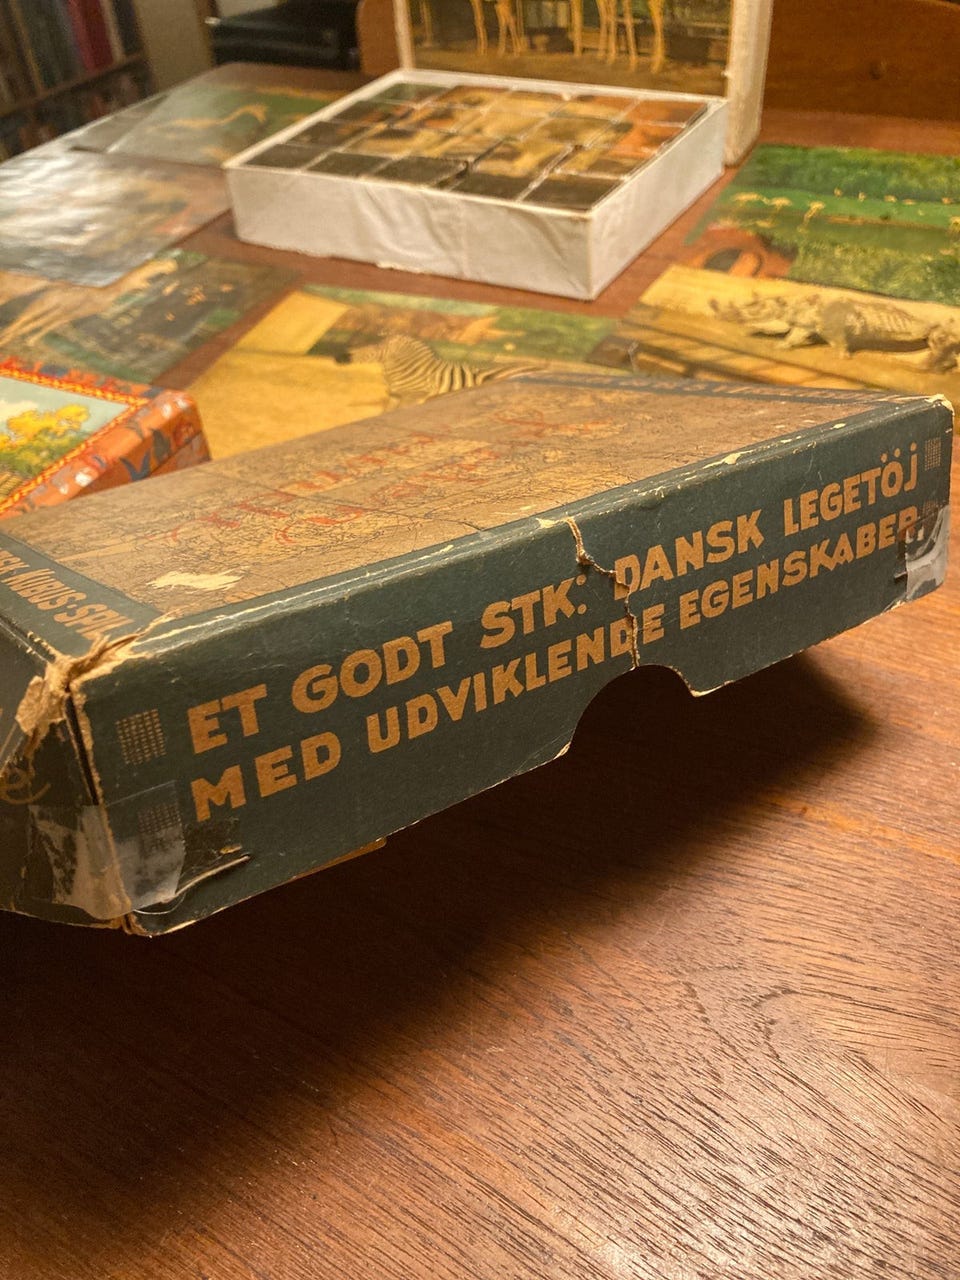 ET GODT STK: DANSK LEGETÖJ
MED UDVIKLENDE EGENSKABER.